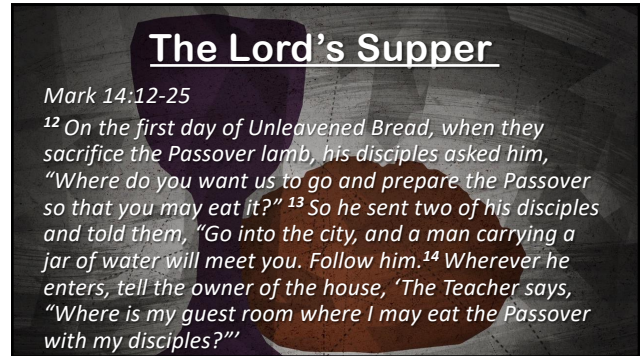 The Lord’s Supper
Mark 14:12-25
12 On the first day of Unleavened Bread, when they
sacrifice the Passover lamb, his disciples asked him,
“Where do you want us to go and prepare the Passover
so that you may eat it?” 13 So he sent two of his disciples
and told them, “Go into the city, and a man carrying a
jar of water will meet you. Follow him.14 Wherever he
enters, tell the owner of the house, ‘The Teacher says,
“Where is my guest room where I may eat the Passover
with my disciples?”’